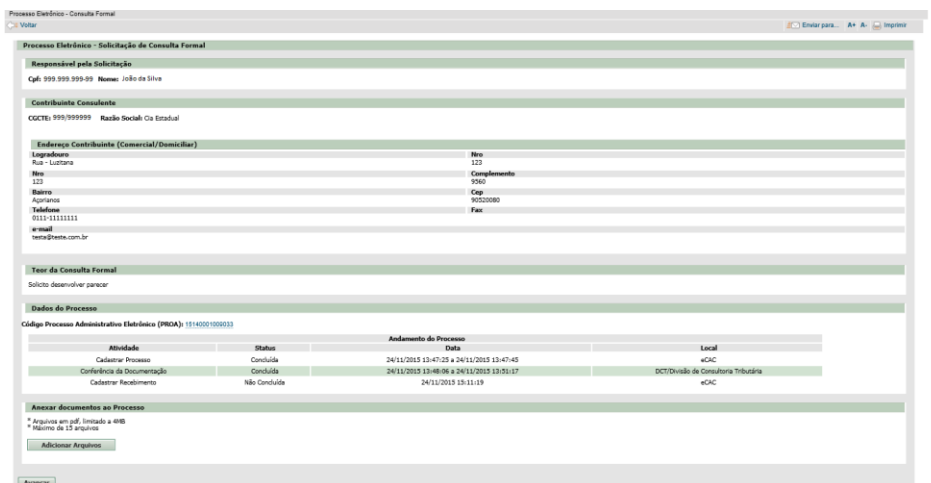 Processo Eletrônico - Consulta Formal
Voltar Enviar para... A+ A- Imprimir
Processo Eletrônico - Solicitação de Consulta Formal
Responsável pela Solicitação
Cpf: 999.999.999-99 Nome: João da Silva
Contribuinte Consulente
CGCTE: 999/999999 Razão Social: Cia Estadual
Endereço Contribuinte (Comercial/Domiciliar)
Logradouro Nro
Rua - Luzitana 123
Nro Complemento
123 9560
Bairro Cep
Açorianos 90520080
Telefone Fax
0111-11111111
e-mail
testa@teste.com.br
Teor da Consulta Formal
Solicito desenvolver parecer
Dados do Processo
Código Processo Administrativo Eletrônico (PROA): 15140001009033
Andamento do Processo
Atividade Status Data Local
Cadastrar Processo Concluída 24/11/2015 13:47:25 a 24/11/2015 13:47:45 eCAC
Conferência da Documentação Concluída 24/11/2015 13:48:06 a 24/11/2015 13:51:17 DCT/Divisão de Consultoria Tributária
Cadastrar Recebimento Não Concluída 24/11/2015 15:11:19 eCAC
Anexar documentos ao Processo
* Arquivos em pdf, limitado a 4MB
* Máximo de 15 arquivos
Adicionar Arquivos
Avançar